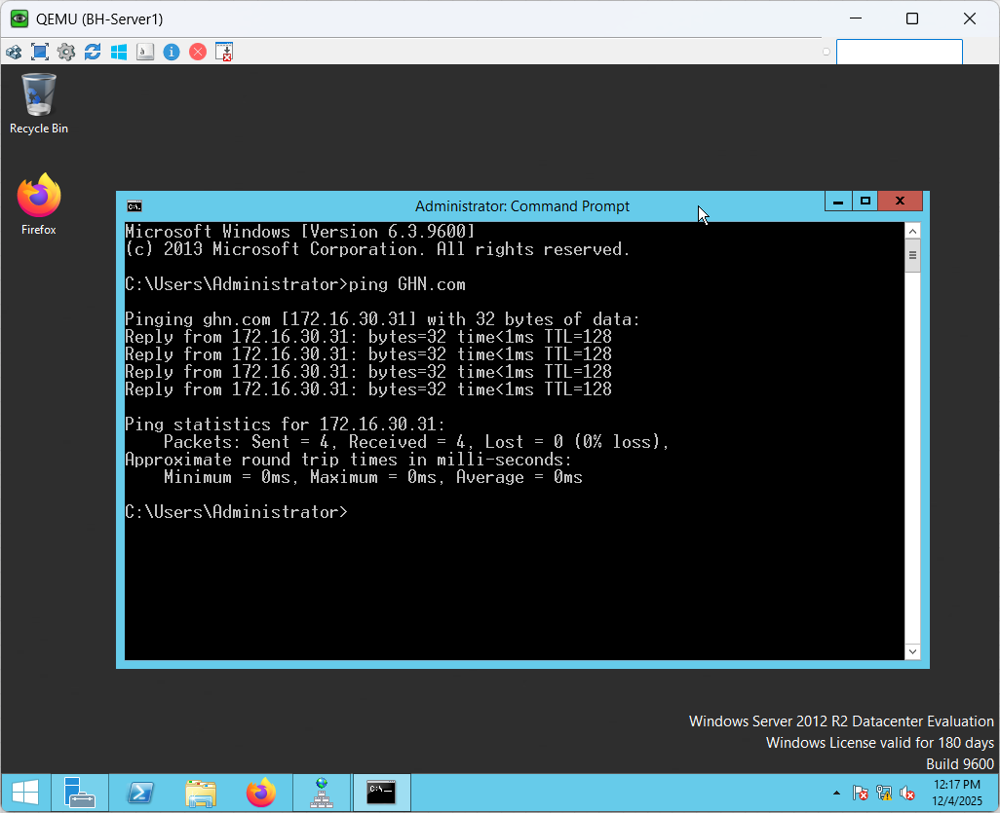 QEMU (BH-Server1)
Recycle Bin
Firefox
Administrator: Command Prompt
Microsoft Windows [Version 6.3.9600]
(c) 2013 Microsoft Corporation. All rights reserved.
C:\Users\Administrator>ping GHN.com
Pinging ghn.com [172.16.30.31] with 32 bytes of data:
Reply from 172.16.30.31: bytes=32 time<1ms TTL=128
Reply from 172.16.30.31: bytes=32 time<1ms TTL=128
Reply from 172.16.30.31: bytes=32 time<1ms TTL=128
Reply from 172.16.30.31: bytes=32 time<1ms TTL=128
Ping statistics for 172.16.30.31:
Packets: Sent = 4, Received = 4, Lost = 0 (0% loss),
Approximate round trip times in milli-seconds:
Minimum = 0ms, Maximum = 0ms, Average = 0ms
C:\Users\Administrator>
Windows Server 2012 R2 Datacenter Evaluation
Windows License valid for 180 days
Build 9600
12:17 PM
12/4/2025